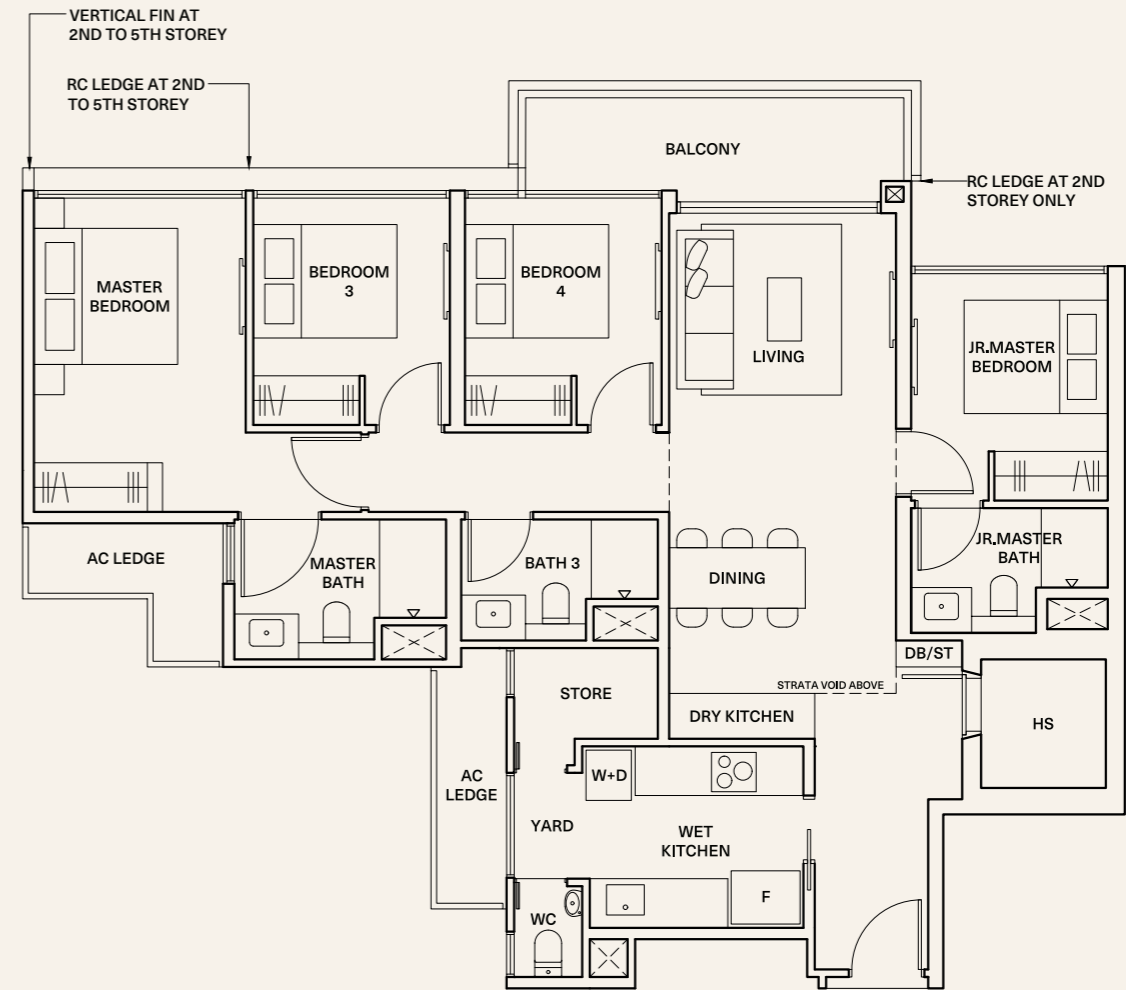 VERTICAL FIN AT
2ND TO 5TH STOREY
RC LEDGE AT 2ND
TO 5TH STOREY
BALCONY
RC LEDGE AT 2ND
STOREY ONLY
MASTER
BEDROOM
BEDROOM
3
BEDROOM
4
LIVING
JR.MASTER
BEDROOM
AC LEDGE
MASTER
BATH
BATH 3
DINING
JR.MASTER
BATH
DB/ST
STRATA VOID ABOVE
STORE
DRY KITCHEN
HS
AC
LEDGE
W+D
YARD
WET
KITCHEN
F
WC